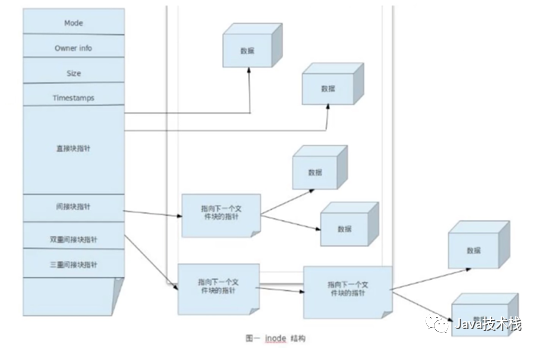 Mode
Owner info
Size
Timestamps
直接块指针
间接块指针
双重间接块指针
三重间接块指针
数据
数据
数据
指向下一个文
件块的指针
数据
数据
指向下一个文
件块的指针
指向下一个文
件块的指针
Java技术栈
图一 inode 结构